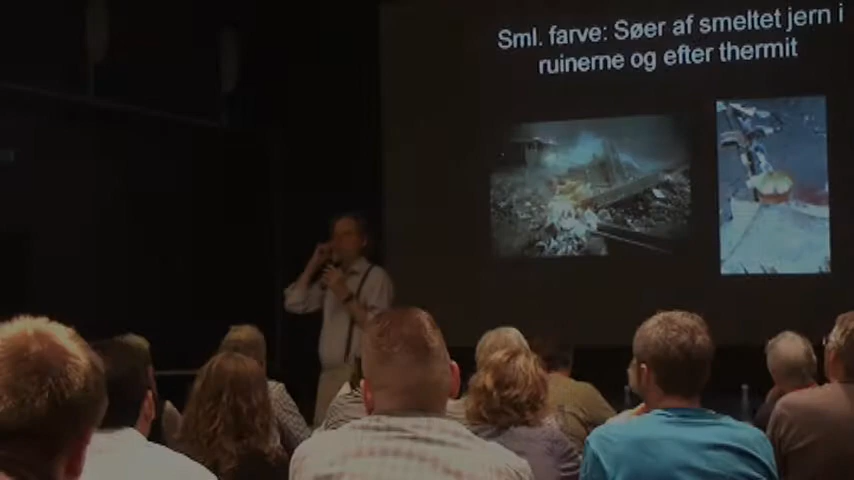 Sml. farve: Søer af smeltet jern i
ruinerne og efter thermit